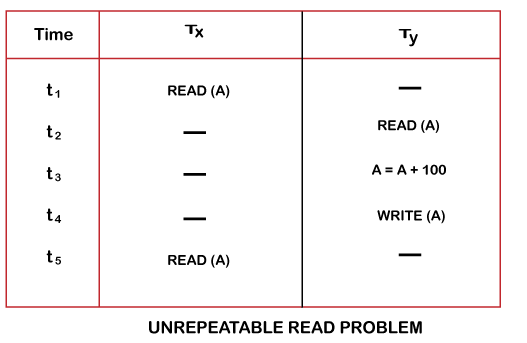 Time Tx Ty
t1 READ (A) —
t2 — READ (A)
t3 — A = A + 100
t4 — WRITE (A)
t5 READ (A) —
UNREPEATABLE READ PROBLEM